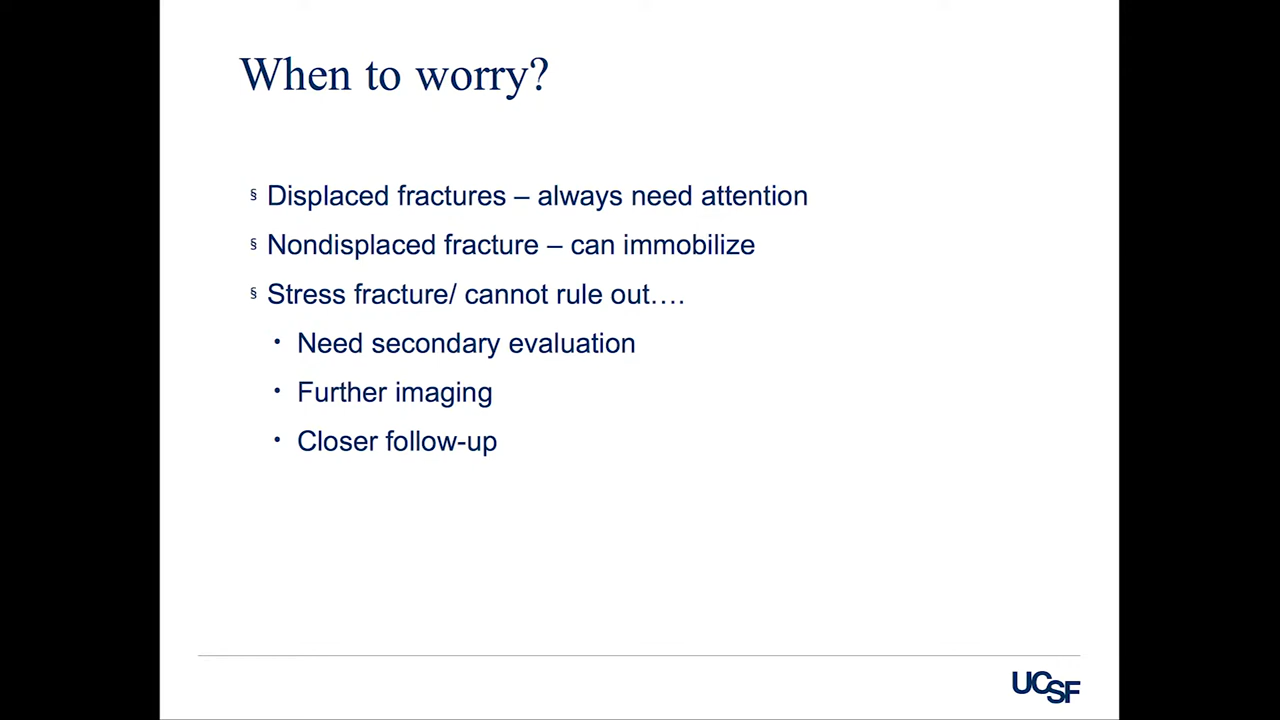 When to worry?
§ Displaced fractures – always need attention
§ Nondisplaced fracture – can immobilize
§ Stress fracture/ cannot rule out….
• Need secondary evaluation
• Further imaging
• Closer follow-up
UCSF